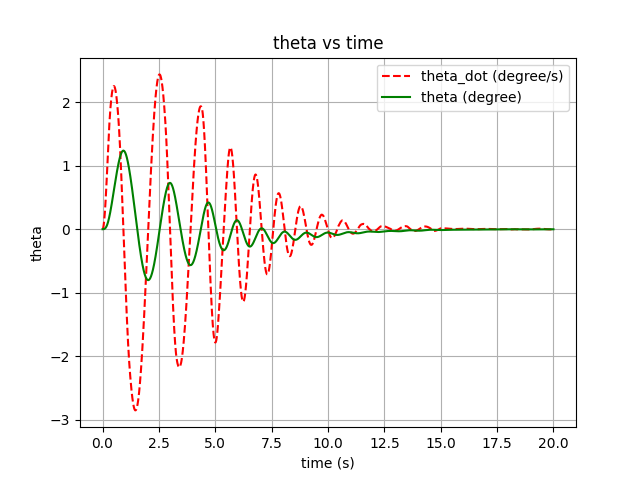 theta vs time
theta_dot (degree/s)
theta (degree)
2
1
0
−1
−2
−3
theta
0.0 2.5 5.0 7.5 10.0 12.5 15.0 17.5 20.0
time (s)